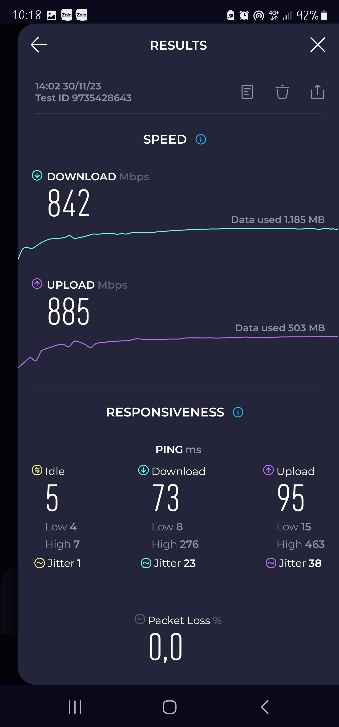 10:18 92%
RESULTS
14:02 30/11/23
Test ID 9735428643
SPEED
DOWNLOAD Mbps
842
Data used 1.185 MB
UPLOAD Mbps
885
Data used 503 MB
RESPONSIVENESS
PING ms
Idle Download Upload
5 73 95
Low 4 Low 8 Low 15
High 7 High 276 High 463
Jitter 1 Jitter 23 Jitter 38
Packet Loss %
0,0